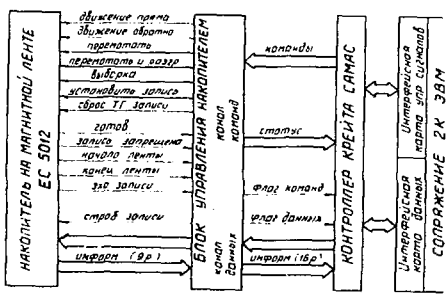 НАКОПИТЕЛЬ НА МАГНИТНОЙ ЛЕНТЕ
ЕС 5012
движение прямо
движение обратно
перемотать
перемотать и разгр
выборка
установить запись
сброс ТГ записи
готов
запись запрещена
начало ленты
конец ленты
эхо записи
строб записи
информ (9р)
БЛОК УПРАВЛЕНИЯ НАКОПИТЕЛЕМ
канал
команд
канал
данных
команды
статус
флаг команд
флаг данных
информ (16р)
КОНТРОЛЛЕР КРЕЙТА САМАС
Интерфейсная
карта упр сигналов
Интерфейсная
карта данных
СОПРЯЖЕНИЕ 2К ЭВМ